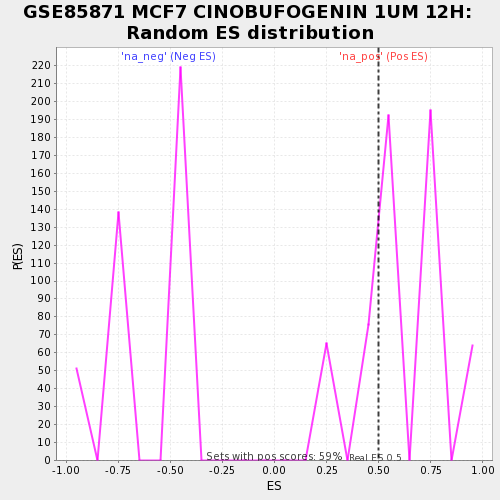 GSE85871 MCF7 CINOBUFOGENIN 1UM 12H:
Random ES distribution
'na_neg' (Neg ES)
'na_pos' (Pos ES)
220
210
200
190
180
170
160
150
140
130
120
110
100
90
80
70
60
50
40
30
20
10
0
P(ES)
Sets with pos scores: 59%
Real ES 0.5
-1.00 -0.75 -0.50 -0.25 0.00 0.25 0.50 0.75 1.00
ES